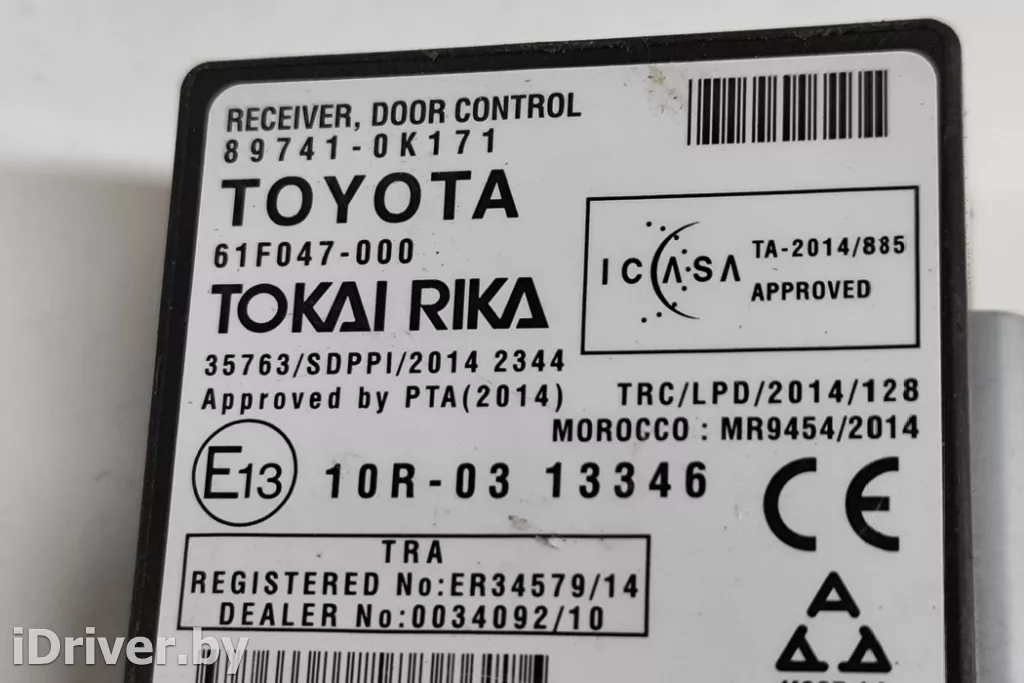 RECEIVER, DOOR CONTROL
89741-0K171
TOYOTA
61F047-000
TOKAI RIKA
ICASA
TA-2014/885
APPROVED
35763/SDPPI/2014 2344
Approved by PTA(2014)
TRC/LPD/2014/128
MOROCCO : MR9454/2014
E13
10R-03 13346
CE
TRA
REGISTERED No:ER34579/14
DEALER No:0034092/10
iDriver.by